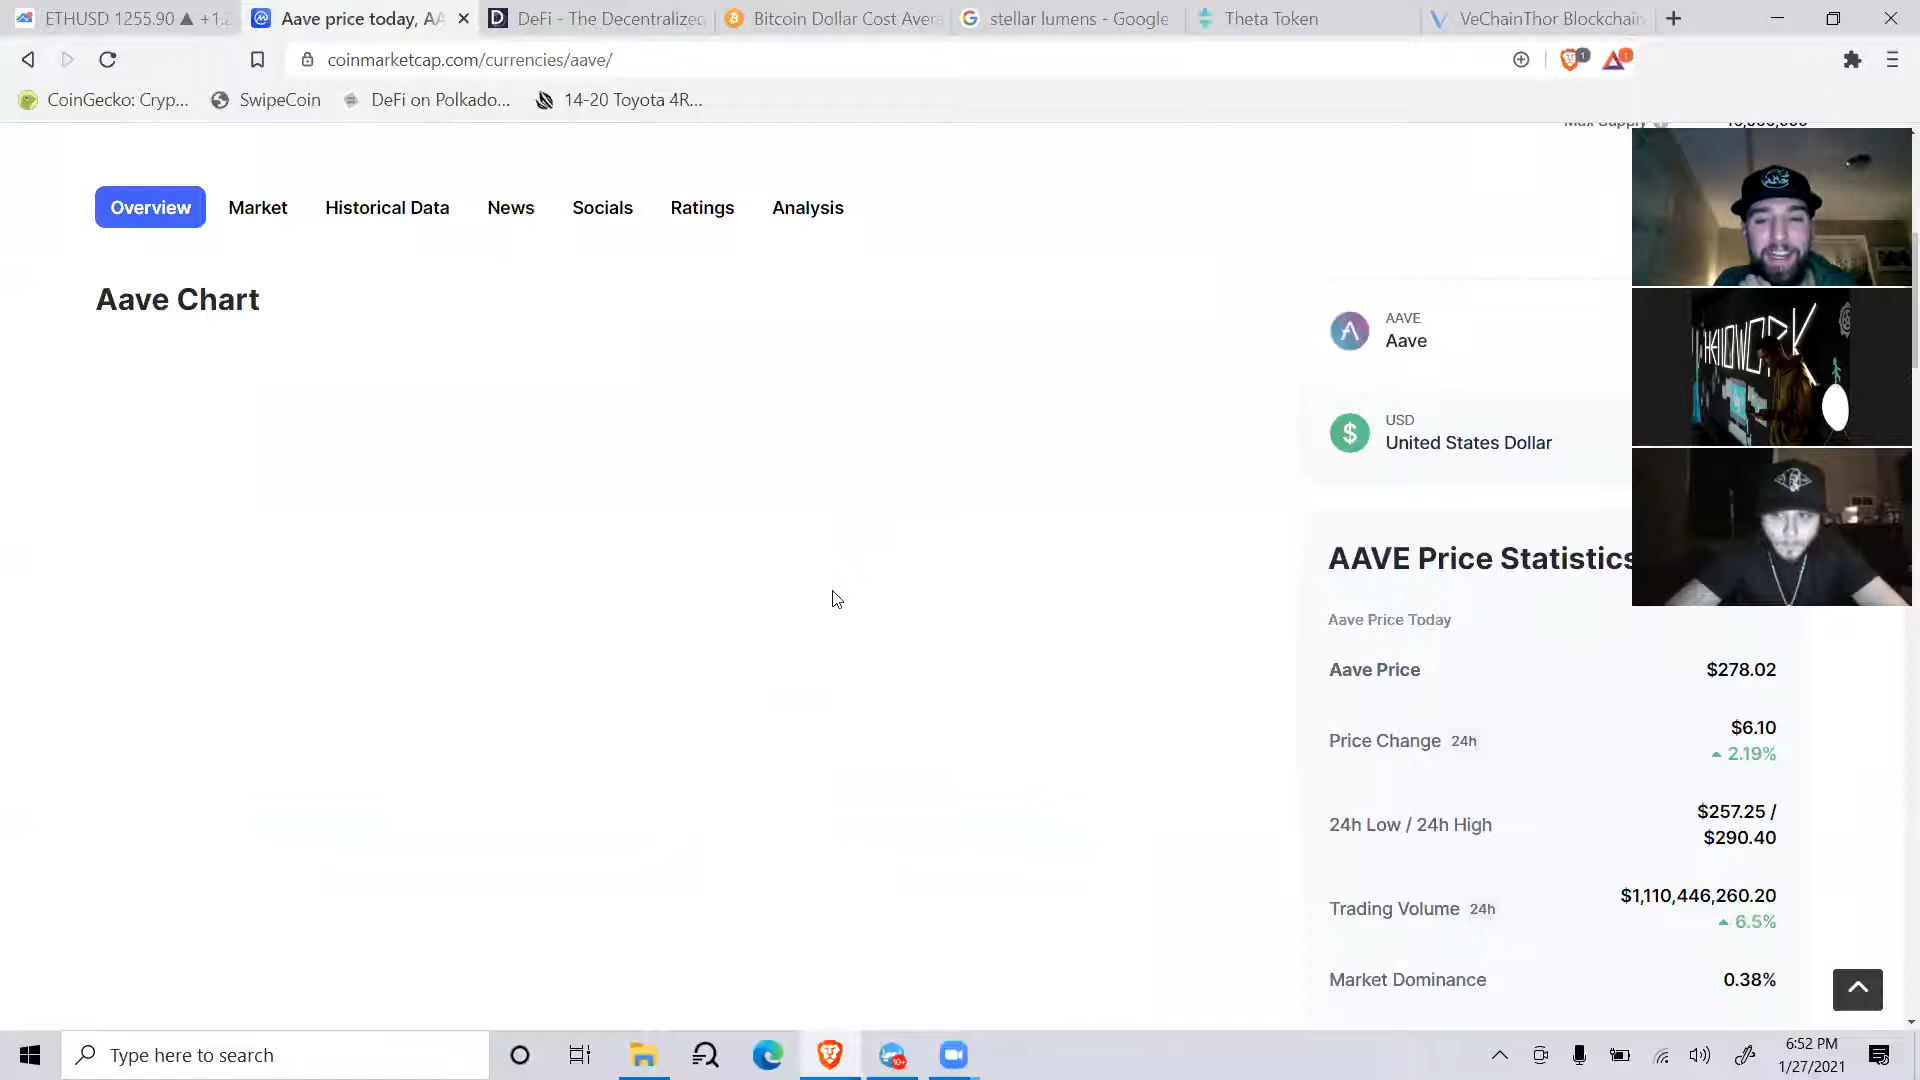 ETHUSD 1255.90 ▲ +1.2
Aave price today, AA
DeFi - The Decentralized
Bitcoin Dollar Cost Avera
stellar lumens - Google
Theta Token
VeChainThor Blockchain
coinmarketcap.com/currencies/aave/
1
1
CoinGecko: Cryp...
SwipeCoin
DeFi on Polkado...
14-20 Toyota 4R...
Max Supply
Overview
Market
Historical Data
News
Socials
Ratings
Analysis
Aave Chart
AAVE
Aave
USD
United States Dollar
AAVE Price Statistics
Aave Price Today
Aave Price
$278.02
Price Change 24h
$6.10
2.19%
24h Low / 24h High
$257.25 /
$290.40
Trading Volume 24h
$1,110,446,260.20
6.5%
Market Dominance
0.38%
Type here to search
10+
6:52 PM
1/27/2021